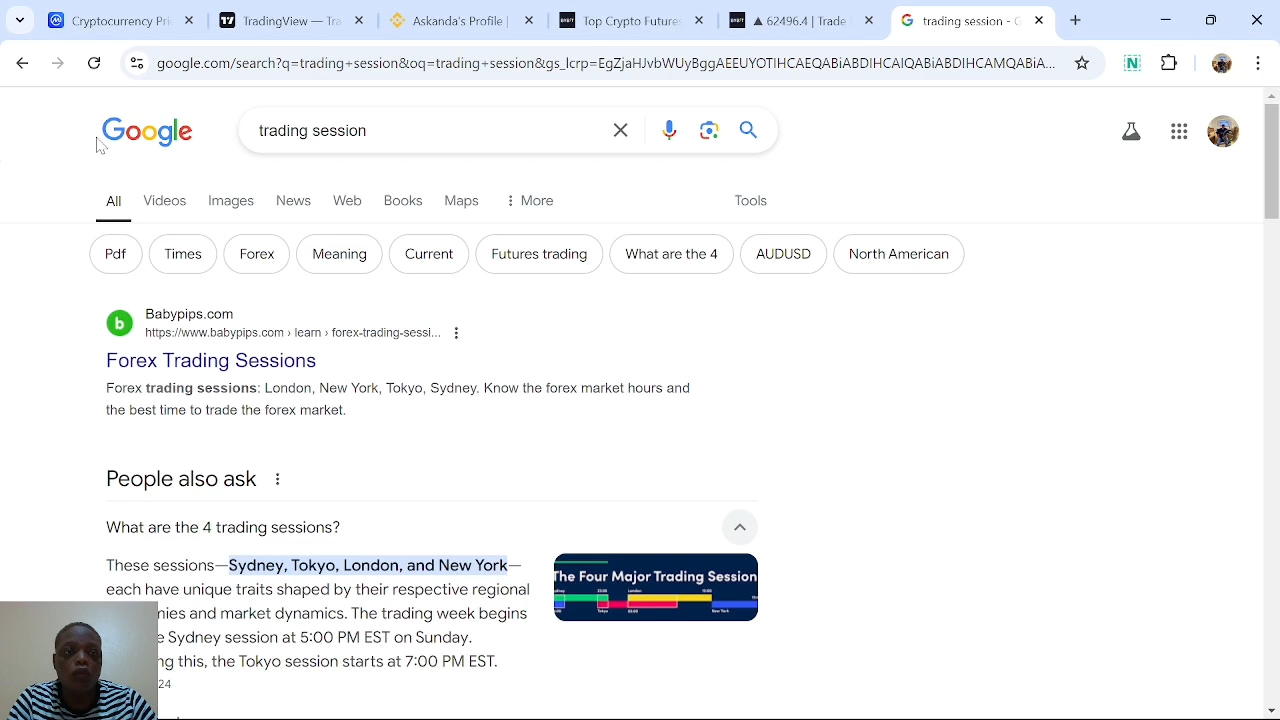 Cryptocurrency Pri
TradingView — Tra
Askanda's Profile |
Top Crypto Future
▲ 62496.4 | Trade
trading session - G
google.com/search?q=trading+session&oq=trading+session&gs_lcrp=EgZjaHJvbWUyBggAEEUYOTIHCAEQABiABDIHCAIQABiABDIHCAMQABiA...
Google
trading session
All Videos Images News Web Books Maps More Tools
Pdf Times Forex Meaning Current Futures trading What are the 4 AUDUSD North American
Babypips.com
https://www.babypips.com › learn › forex-trading-sessi...
Forex Trading Sessions
Forex trading sessions: London, New York, Tokyo, Sydney. Know the forex market hours and
the best time to trade the forex market.
People also ask
What are the 4 trading sessions?
These sessions—Sydney, Tokyo, London, and New York—
each have unique traits shaped by their respective regional
and market dynamics. The trading week begins
Sydney session at 5:00 PM EST on Sunday.
this, the Tokyo session starts at 7:00 PM EST.
The Four Major Trading Session
London
Tokyo
New York